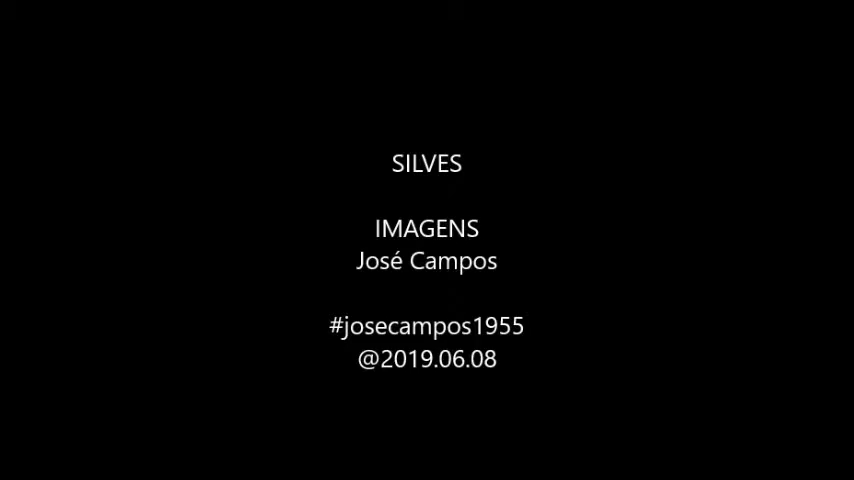 SILVES
IMAGENS
José Campos
#josecampos1955
@2019.06.08